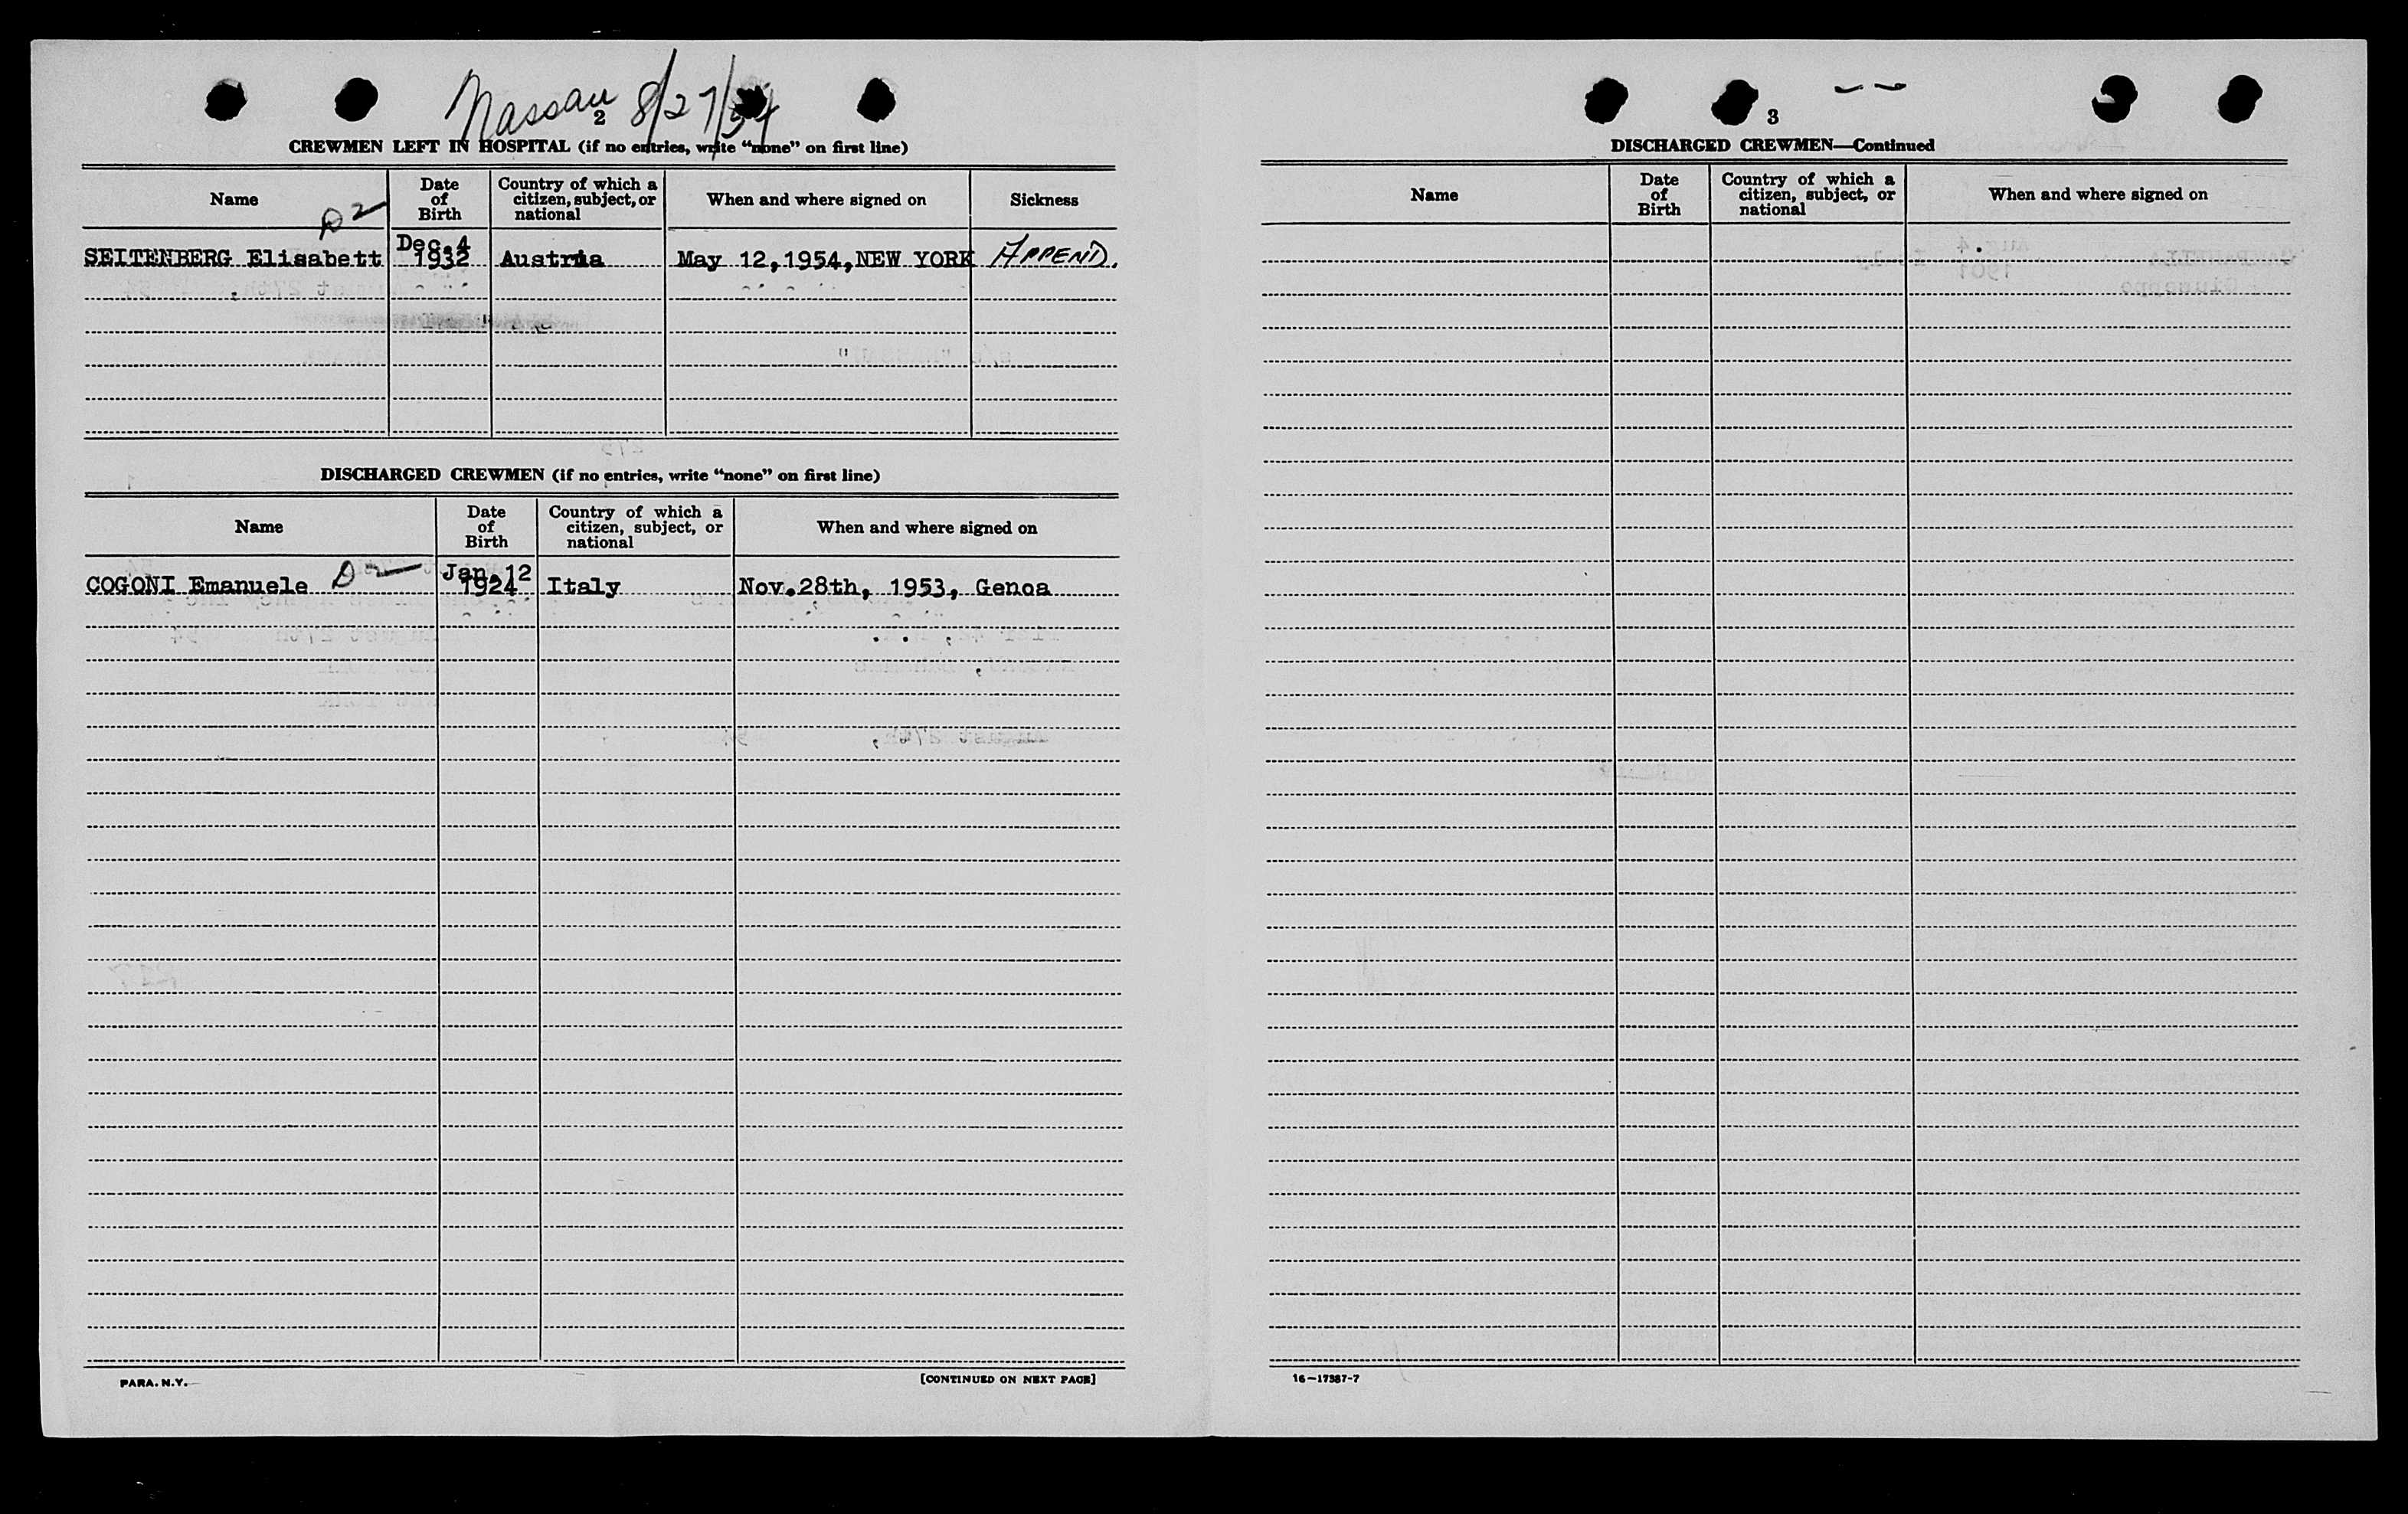 Nassau 8/27/54
2
CREWMEN LEFT IN HOSPITAL (if no entries, write “none” on first line)
Name
Date of Birth
Country of which a citizen, subject, or national
When and where signed on
Sickness
D2
SEITENBERG Elisabett
Dec.4 1932
Austria
May 12,1954,NEW YORK
APPEND.
DISCHARGED CREWMEN (if no entries, write “none” on first line)
Name
Date of Birth
Country of which a citizen, subject, or national
When and where signed on
COGONI Emanuele
D2
Jan.12 1924
Italy
Nov.28th, 1953, Genoa
PARA. N.Y.
[CONTINUED ON NEXT PAGE]
3
DISCHARGED CREWMEN—Continued
Name
Date of Birth
Country of which a citizen, subject, or national
When and where signed on
16—17387-7